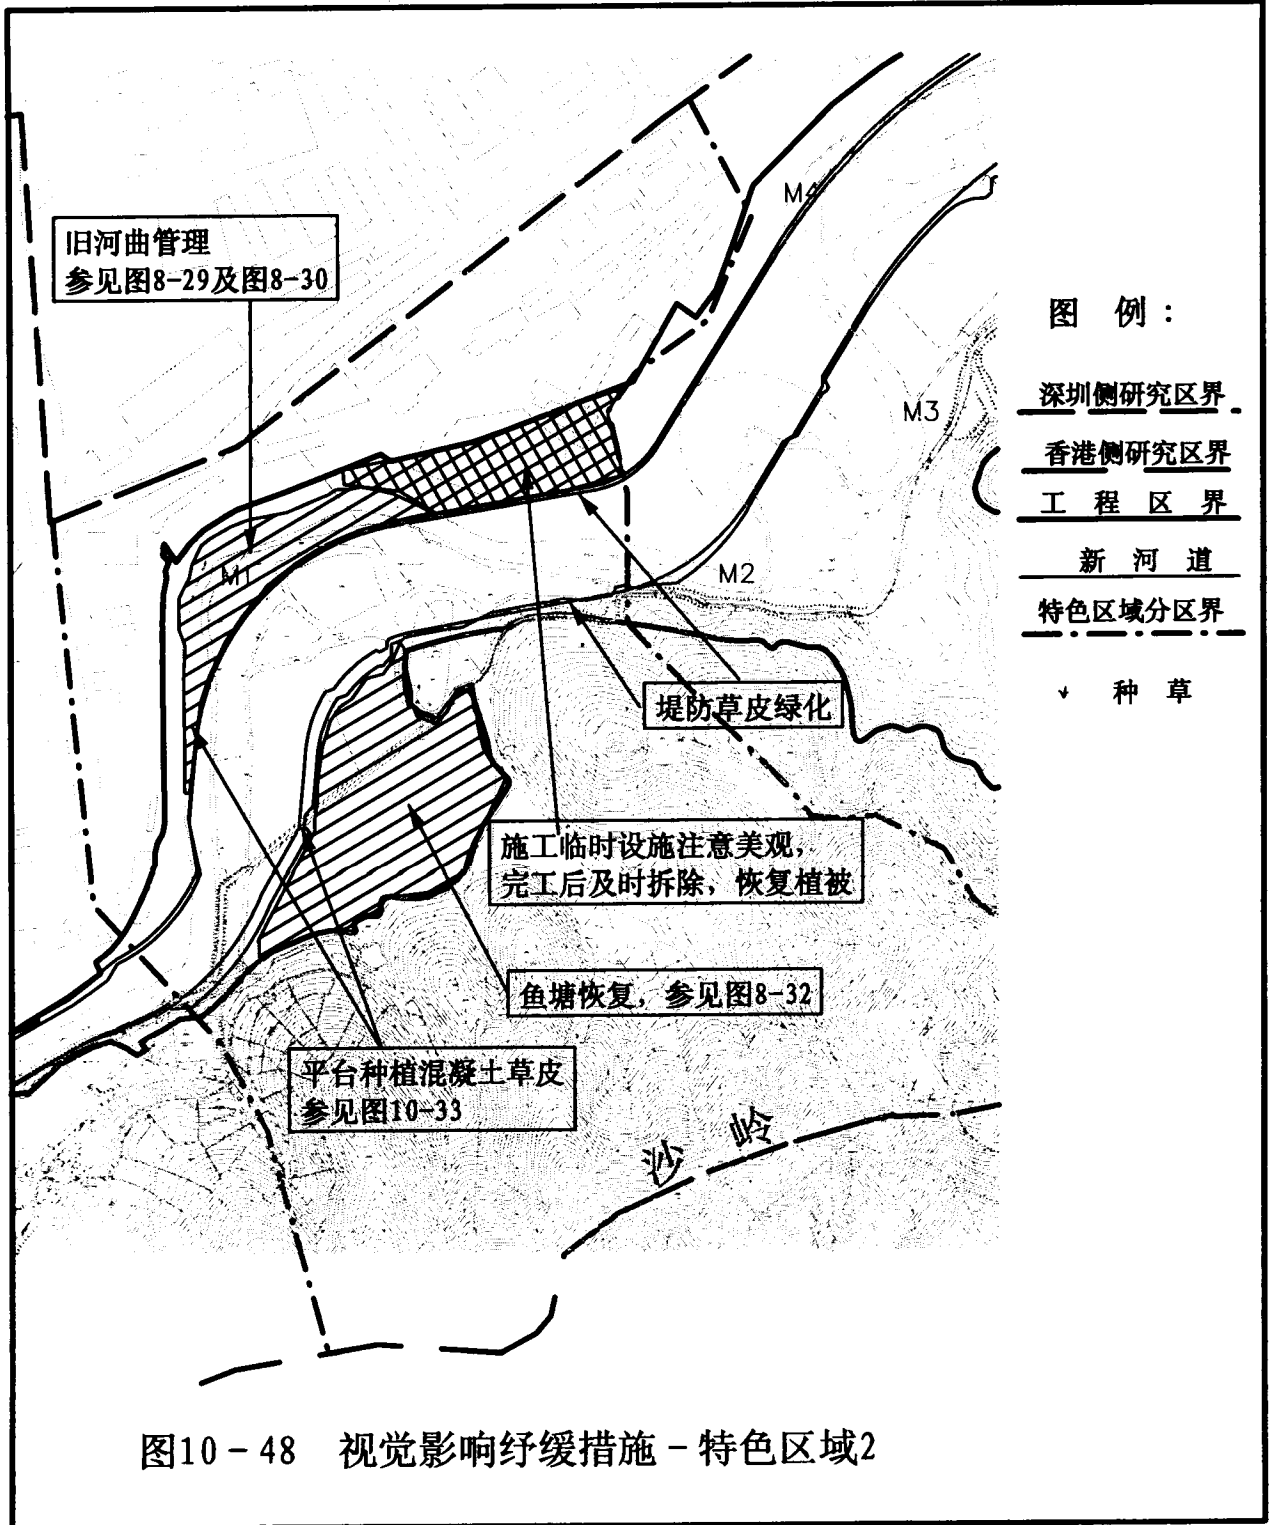 旧河曲管理
参见图8-29及图8-30
M4
M3
M1
M2
堤防草皮绿化
施工临时设施注意美观，
完工后及时拆除，恢复植被
鱼塘恢复，参见图8-32
平台种植混凝土草皮
参见图10-33
沙岭
图 例：
深圳侧研究区界
香港侧研究区界
工 程 区 界
新 河 道
特色区域分区界
种 草
图10－48 视觉影响纾缓措施－特色区域2